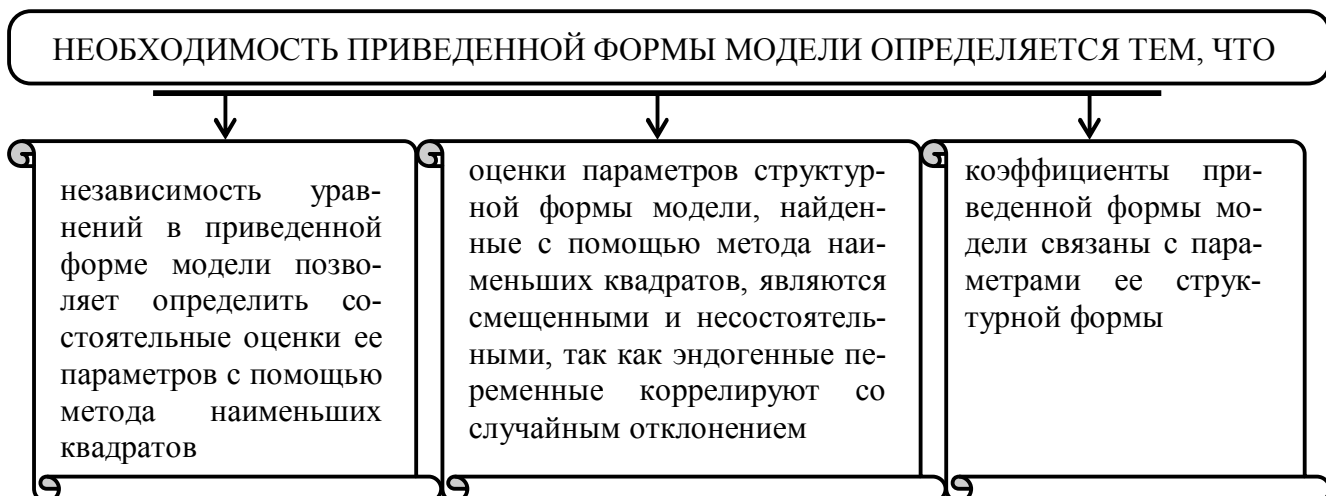 НЕОБХОДИМОСТЬ ПРИВЕДЕННОЙ ФОРМЫ МОДЕЛИ ОПРЕДЕЛЯЕТСЯ ТЕМ, ЧТО
независимость урав-
нений в приведенной
форме модели позво-
ляет определить со-
стоятельные оценки ее
параметров с помощью
метода наименьших
квадратов
оценки параметров структур-
ной формы модели, найден-
ные с помощью метода наи-
меньших квадратов, являются
смещенными и несостоятель-
ными, так как эндогенные пе-
ременные коррелируют со
случайным отклонением
коэффициенты при-
веденной формы мо-
дели связаны с пара-
метрами ее струк-
турной формы